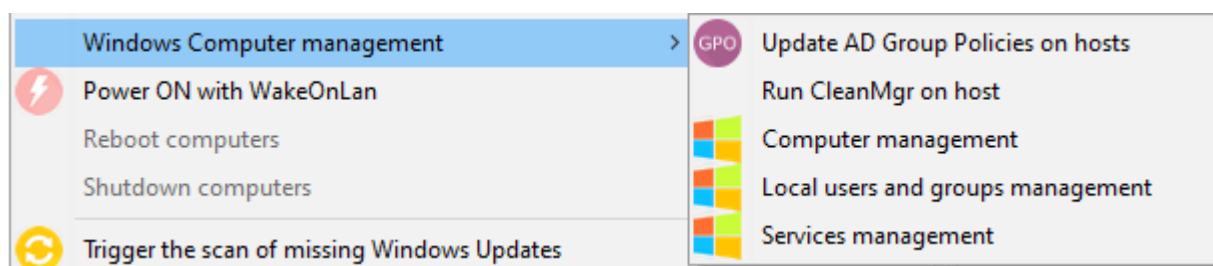 Windows Computer management
Power ON with WakeOnLan
Reboot computers
Shutdown computers
Trigger the scan of missing Windows Updates
GPO Update AD Group Policies on hosts
Run CleanMgr on host
Computer management
Local users and groups management
Services management